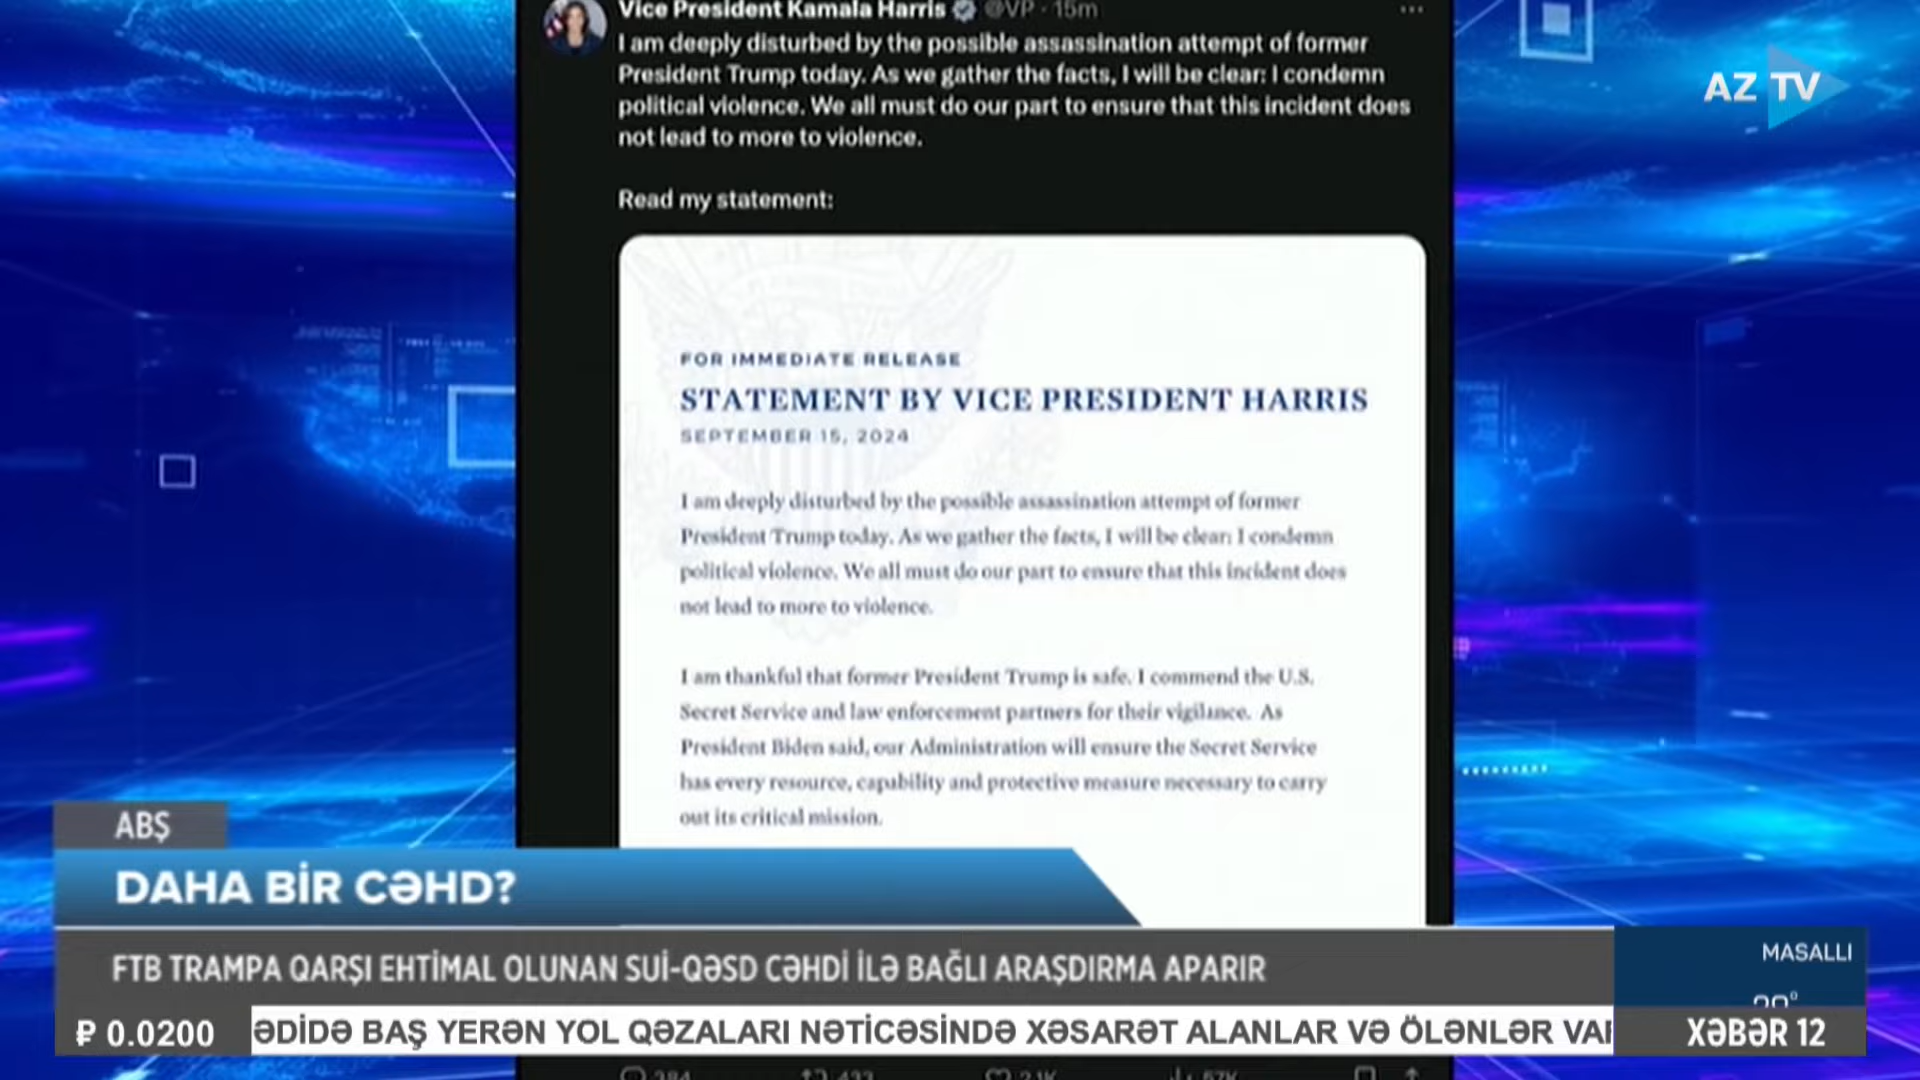 Vice President Kamala Harris @VP · 15m
I am deeply disturbed by the possible assassination attempt of former
President Trump today. As we gather the facts, I will be clear: I condemn
political violence. We all must do our part to ensure that this incident does
not lead to more to violence.
Read my statement:
AZ TV
FOR IMMEDIATE RELEASE
STATEMENT BY VICE PRESIDENT HARRIS
SEPTEMBER 15, 2024
I am deeply disturbed by the possible assassination attempt of former
President Trump today. As we gather the facts, I will be clear: I condemn
political violence. We all must do our part to ensure that this incident does
not lead to more to violence.
I am thankful that former President Trump is safe. I commend the U.S.
Secret Service and law enforcement partners for their vigilance. As
President Biden said, our Administration will ensure the Secret Service
has every resource, capability and protective measure necessary to carry
out its critical mission.
ABŞ
DAHA BİR CƏHD?
FTB TRAMPA QARŞI EHTİMAL OLUNAN SUİ-QƏSD CƏHDİ İLƏ BAĞLI ARAŞDIRMA APARIR
MASALLI
₽ 0.0200
ƏDİDƏ BAŞ YERƏN YOL QƏZALARI NƏTİCƏSİNDƏ XƏSARƏT ALANLAR VƏ ÖLƏNLƏR VAR
XƏBƏR 12